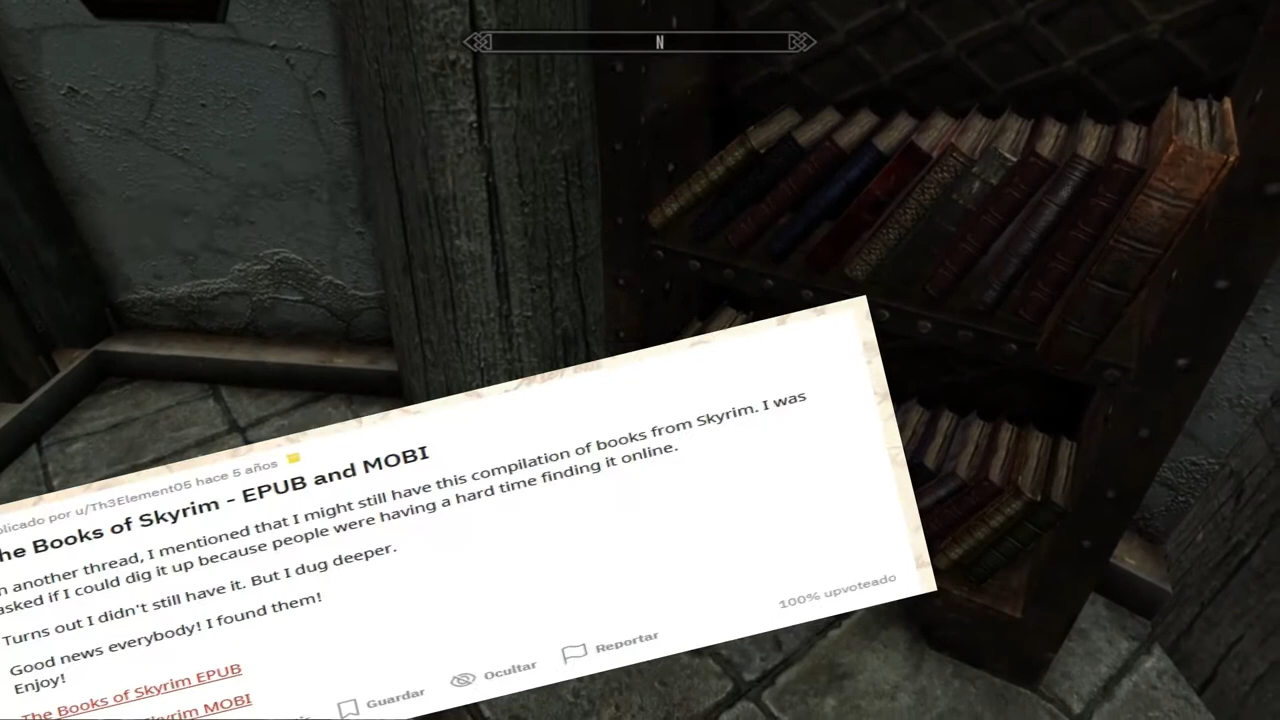 N
blicado por u/Th3Element05 hace 5 años
he Books of Skyrim - EPUB and MOBI
n another thread, I mentioned that I might still have this compilation of books from Skyrim. I was
asked if I could dig it up because people were having a hard time finding it online.
Turns out I didn't still have it. But I dug deeper.
Good news everybody! I found them!
Enjoy!
The Books of Skyrim EPUB
Skyrim MOBI
100% upvoteado
Guardar
Ocultar
Reportar